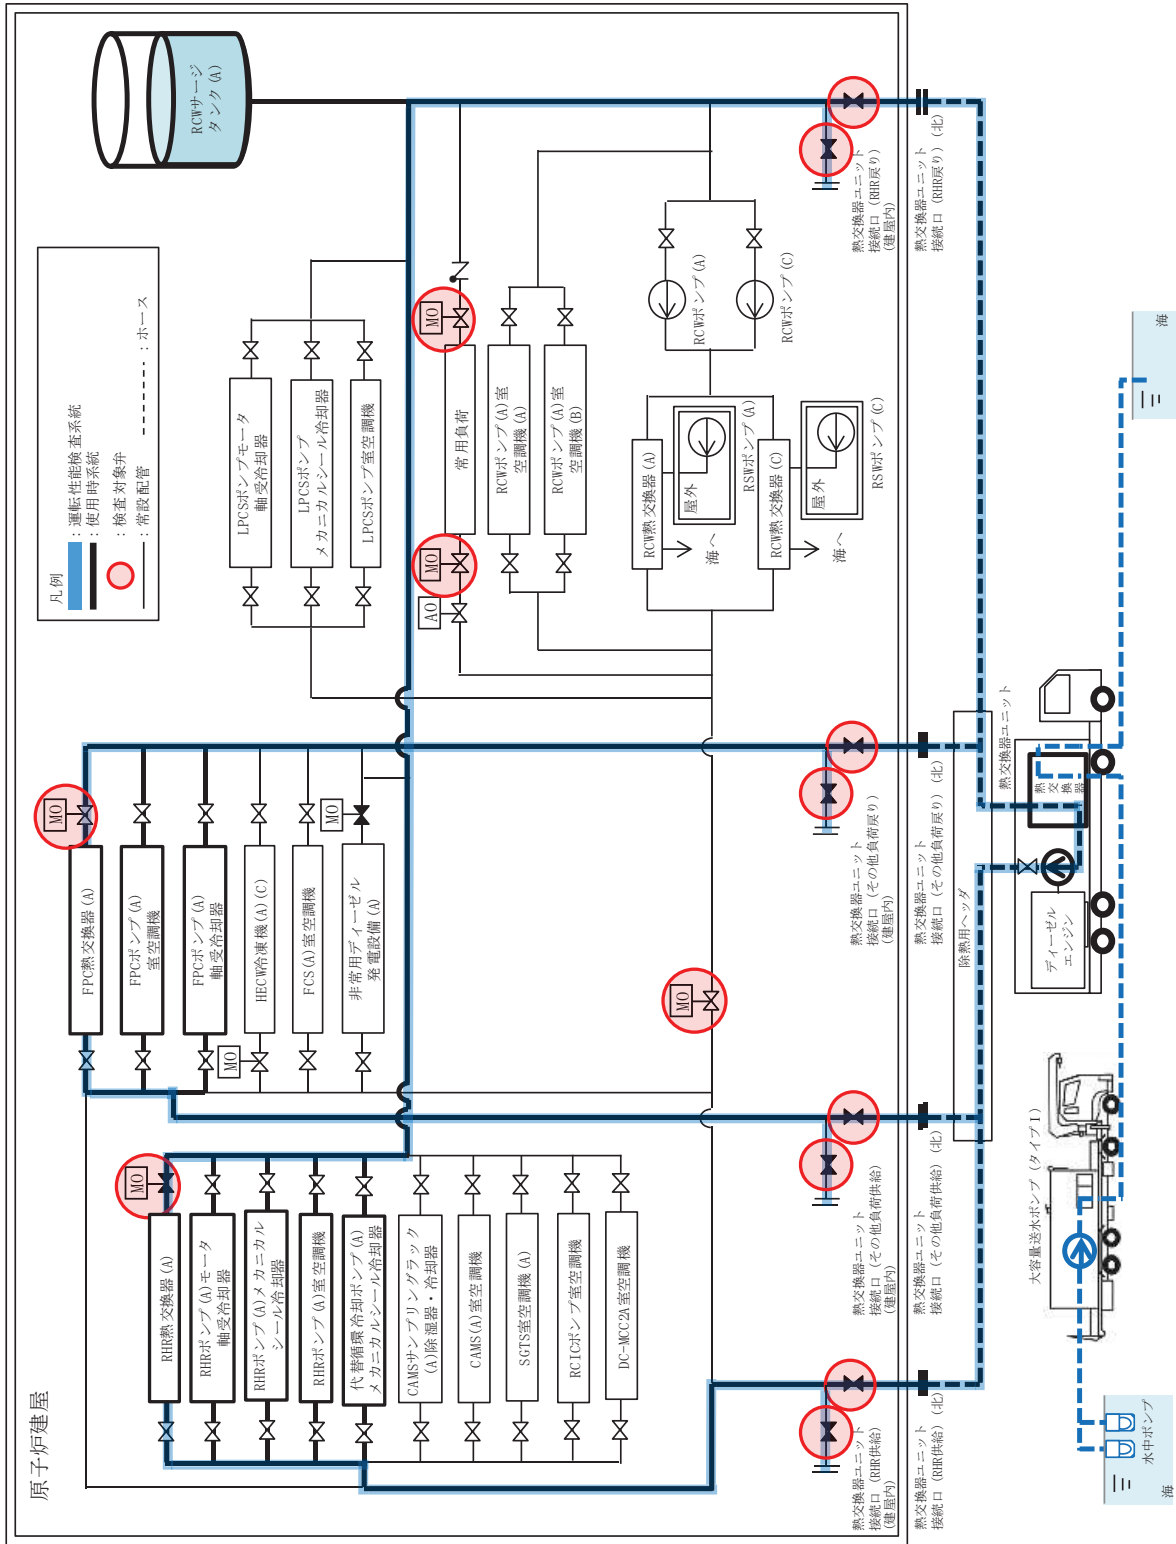 原子炉建屋
RCWサージ
タンク(A)
凡例
：運転性能検査系統
：使用時系統
：検査対象弁
：常設配管
：ホース
LPCSポンプモータ
軸受冷却器
LPCSポンプ
メカニカルシール冷却器
LPCSポンプ室空調機
MO
常用負荷
MO
AO
RCWポンプ(A)室
空調機(A)
RCWポンプ(A)室
空調機(B)
RCWポンプ(A)
RCWポンプ(C)
RCW熱交換器(A)
屋外
RSWポンプ(A)
海へ
RCW熱交換器(C)
屋外
RSWポンプ(C)
海へ
MO
FPC熱交換器(A)
FPCポンプ(A)
室空調機
FPCポンプ(A)
軸受冷却器
HECW冷凍機(A)(C)
MO
FCS(A)室空調機
MO
非常用ディーゼル
発電設備(A)
MO
MO
RHR熱交換器(A)
RHRポンプ(A)モータ
軸受冷却器
RHRポンプ(A)メカニカル
シール冷却器
RHRポンプ(A)室空調機
代替循環冷却ポンプ(A)
メカニカルシール冷却器
CAMSサンプリングラック
(A)除湿器・冷却器
CAMS(A)室空調機
SGTS室空調機(A)
RCICポンプ室空調機
DC-MCC2A室空調機
熱交換器ユニット
接続口（RHR戻り）
(建屋内)
熱交換器ユニット
接続口（RHR戻り）（北）
熱交換器ユニット
接続口（その他負荷戻り）
(建屋内)
熱交換器ユニット
接続口（その他負荷戻り）（北）
熱交換器ユニット
接続口（その他負荷供給）
(建屋内)
熱交換器ユニット
接続口（その他負荷供給）（北）
熱交換器ユニット
接続口（RHR供給）
(建屋内)
熱交換器ユニット
接続口（RHR供給）（北）
除熱用ヘッダ
熱交換器ユニット
熱交換器
ディーゼル
エンジン
大容量送水ポンプ（タイプⅠ）
水中ポンプ
海
海